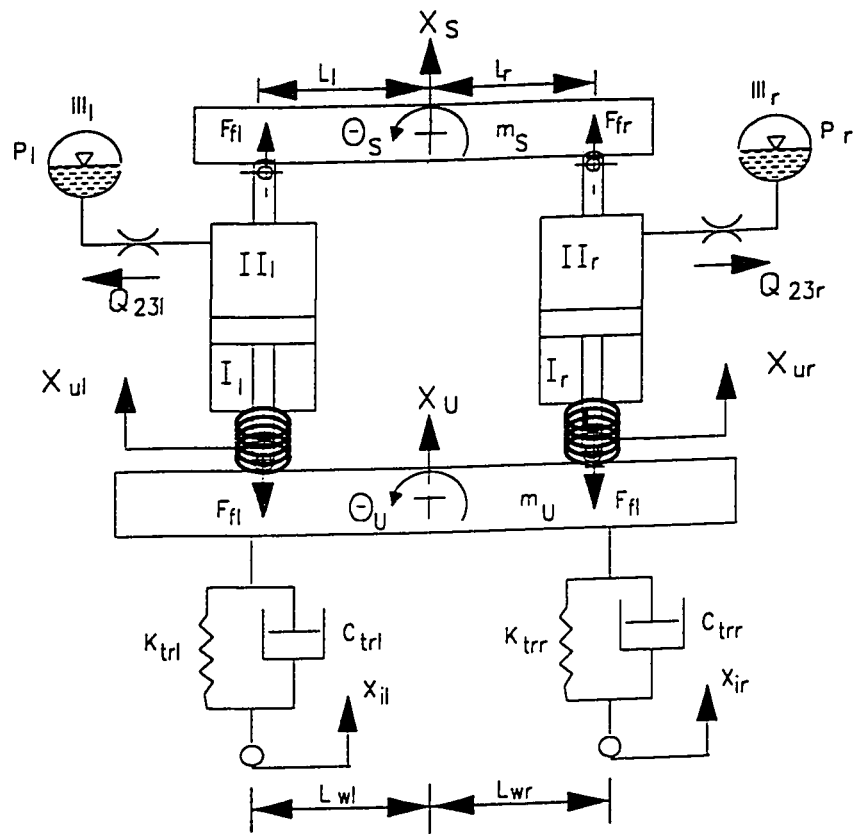 X S
L l
L r
III l
III r
P l
P r
F fl
Θ S
m S
F fr
II l
II r
Q 23l
Q 23r
I l
I r
X ul
X ur
X U
F fl
Θ U
m U
F fl
K trl
C trl
K trr
C trr
X il
X ir
L wl
L wr